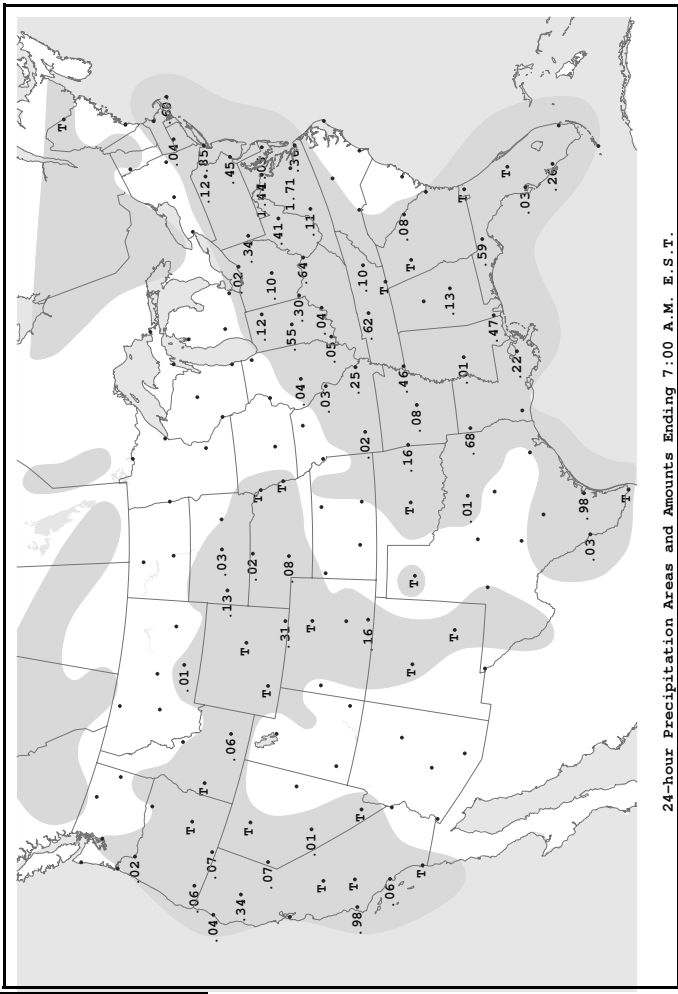 T
.02
.60
.04
.01
T
.06
.85
T
.12
.07
.04
.03
.13
.45
.06
.02
.34
T
.34
T
.02
T
.12
.05
1.44
T
.07
.10
.41
T
.31
.08
1.71
.55
.36
.30
.04
.64
.11
.01
T
.04
T
.03
.05
T
.25
.98
T
.10
.02
.16
.62
T
.06
.46
.08
.16
T
T
T
T
.08
T
.13
T
.01
T
.01
.68
.59
.47
T
.22
.03
.26
.98
.03
T
24-hour Precipitation Areas and Amounts Ending 7:00 A.M. E.S.T.